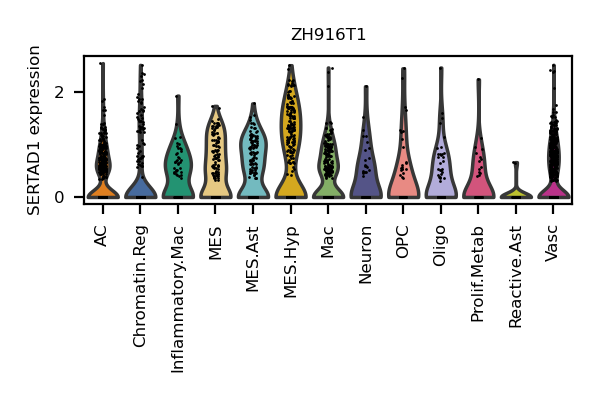 ZH916T1
SERTAD1 expression
2
0
AC
Chromatin.Reg
Inflammatory.Mac
MES
MES.Ast
MES.Hyp
Mac
Neuron
OPC
Oligo
Prolif.Metab
Reactive.Ast
Vasc